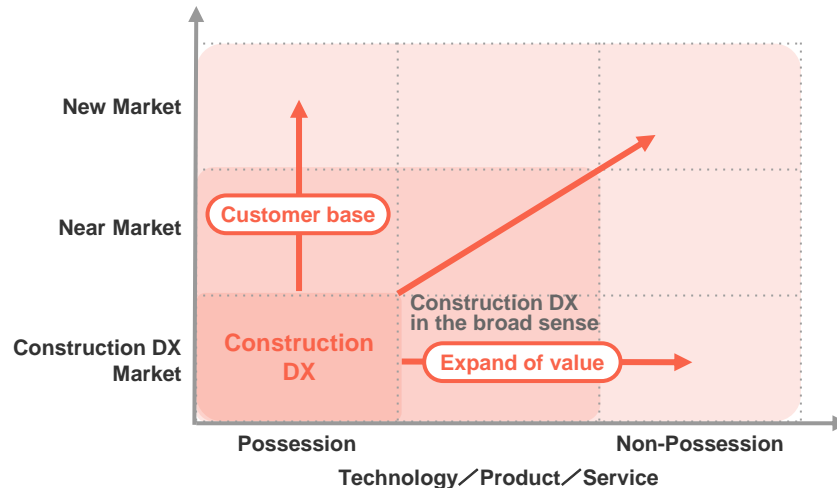 New Market
Customer base
Near Market
Construction DX
in the broad sense
Construction DX
Market
Construction
DX
Expand of value
Possession
Non-Possession
Technology／Product／Service